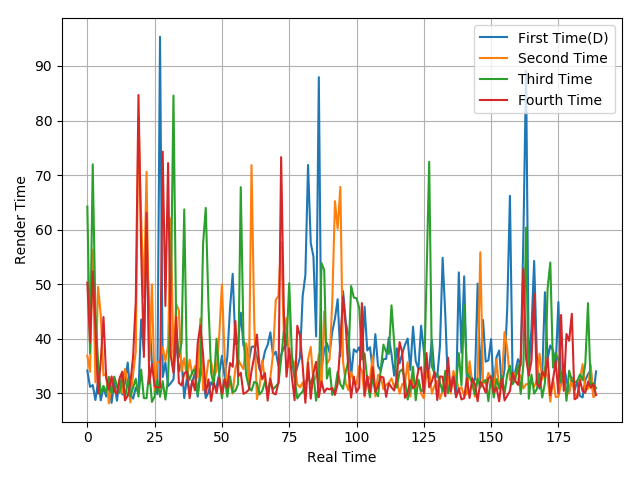 First Time(D)
Second Time
Third Time
Fourth Time
Render Time
90
80
70
60
50
40
30
0 25 50 75 100 125 150 175
Real Time